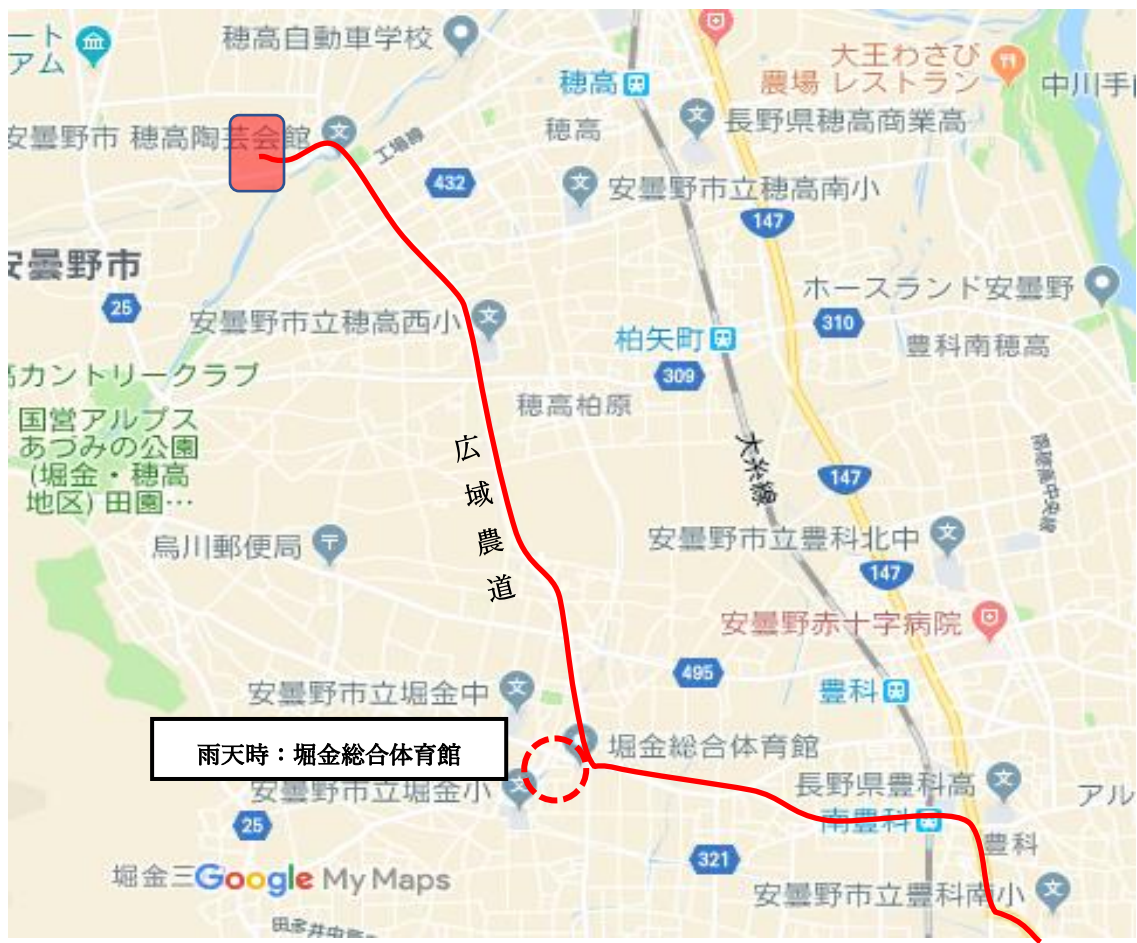 ート
アム
穂高自動車学校
穂高
大王わさび
農場 レストラン
中川手
安曇野市 穂高陶芸会館
工場線
穂高
長野県穂高商業高
432
安曇野市立穂高南小
147
安曇野市
25
安曇野市立穂高西小
ホースランド安曇野
柏矢町
310
豊科南穂高
309
カントリークラブ
国営アルプス
あづみの公園
(堀金・穂高
地区) 田園…
穂高柏原
広域農道
大糸線
147
烏川郵便局
安曇野市立豊科北中
147
安曇野赤十字病院
495
安曇野市立堀金中
豊科
雨天時：堀金総合体育館
堀金総合体育館
安曇野市立堀金小
長野県豊科高
アル
南豊科
25
豊科
321
堀金三
Google My Maps
安曇野市立豊科南小